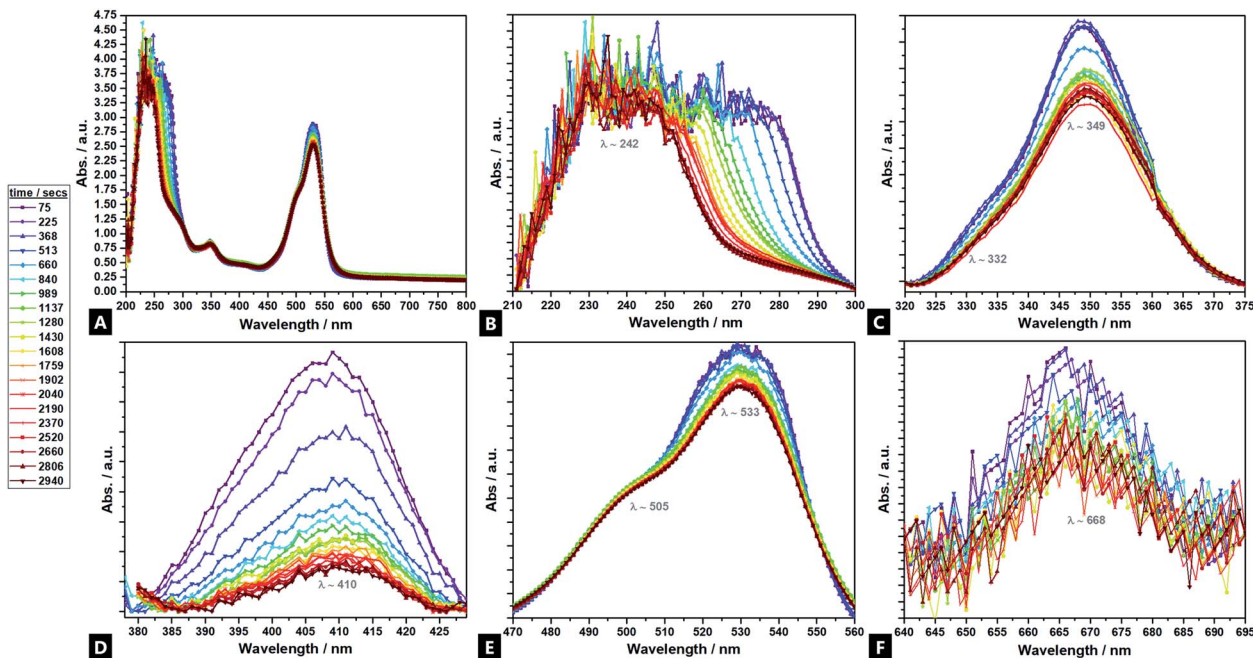 4.75
4.50
4.25
4.00
3.75
3.50
3.25
3.00
2.75
2.50
2.25
2.00
1.75
1.50
1.25
1.00
0.75
0.50
0.25
0.00
Abs. / a.u.
200 250 300 350 400 450 500 550 600 650 700 750 800
Wavelength / nm
A
Abs. / a.u.
λ ~ 242
210 220 230 240 250 260 270 280 290 300
Wavelength / nm
B
Abs. / a.u.
λ ~ 349
λ ~ 332
320 325 330 335 340 345 350 355 360 365 370 375
Wavelength / nm
C
time / secs
75
225
368
513
660
840
989
1137
1280
1430
1608
1759
1902
2040
2190
2370
2520
2660
2806
2940
Abs. / a.u.
λ ~ 410
380 385 390 395 400 405 410 415 420 425
Wavelength / nm
D
Abs. / a.u.
λ ~ 533
λ ~ 505
470 480 490 500 510 520 530 540 550 560
Wavelength / nm
E
Abs. / a.u.
λ ~ 668
640 645 650 655 660 665 670 675 680 685 690 695
Wavelength / nm
F